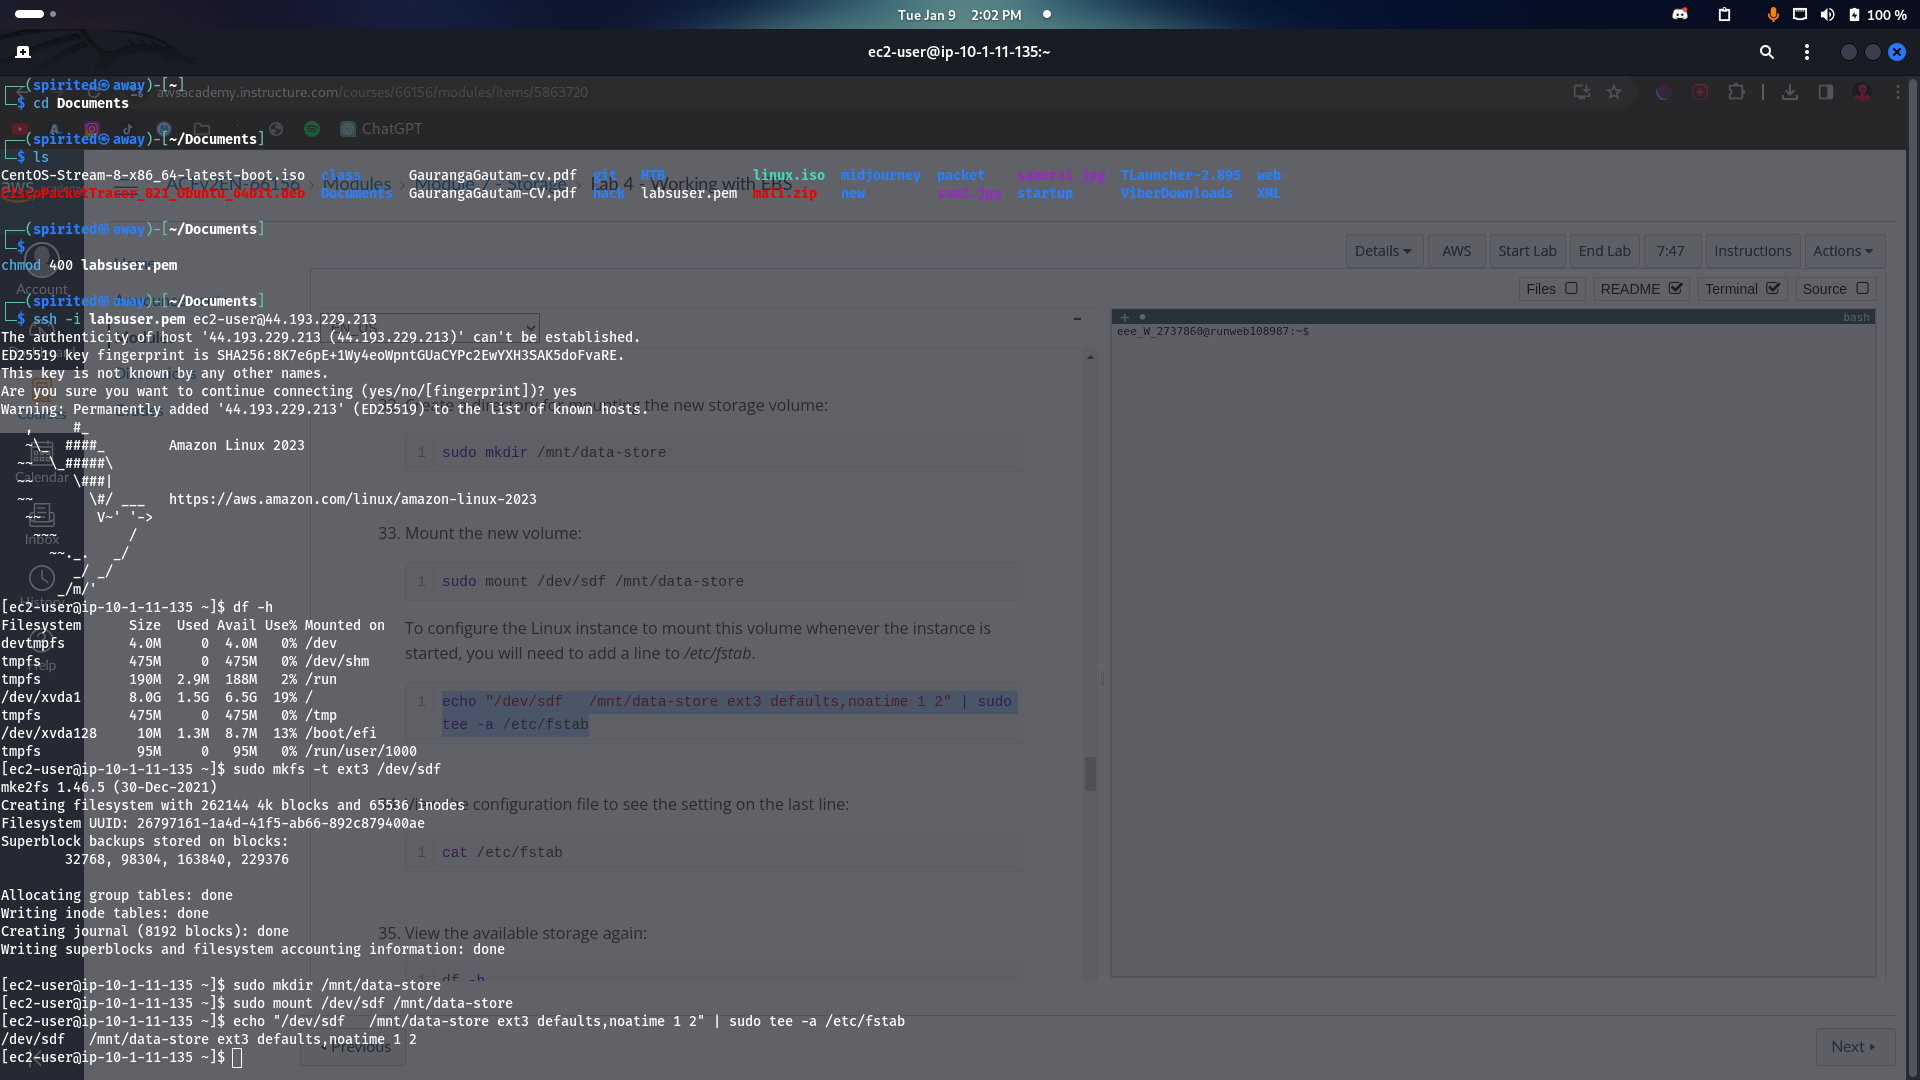 Tue Jan 9 2:02 PM
100 %
ec2-user@ip-10-1-11-135:~
┌──(spirited㉿away)-[~]
└─$ cd Documents
awsacademy.instructure.com/courses/66156/modules/items/5863720
ChatGPT
┌──(spirited㉿away)-[~/Documents]
└─$ ls
CentOS-Stream-8-x86_64-latest-boot.iso class GaurangaGautam-cv.pdf git HTB linux.iso midjourney packet samurai.jpg TLauncher-2.895 web
CiscoPacketTracer_821_Ubuntu_64bit.deb Documents GaurangaGautam-CV.pdf hack labsuser.pem mali.zip new sam2.jpg startup ViberDownloads XML
ACFv2EN-66156 > Modules > Module 7 - Storage > Lab 4 - Working with EBS
┌──(spirited㉿away)-[~/Documents]
└─$
chmod 400 labsuser.pem
Details AWS Start Lab End Lab 7:47 Instructions Actions
Account
Files README Terminal Source
┌──(spirited㉿away)-[~/Documents]
└─$ ssh -i labsuser.pem ec2-user@44.193.229.213
EN_US
bash
eee_W_2737860@runweb108987:~$
The authenticity of host '44.193.229.213 (44.193.229.213)' can't be established.
ED25519 key fingerprint is SHA256:8K7e6pE+1Wy4eoWpntGUaCYPc2EwYXH3SAK5doFvaRE.
This key is not known by any other names.
Are you sure you want to continue connecting (yes/no/[fingerprint])? yes
Warning: Permanently added '44.193.229.213' (ED25519) to the list of known hosts.
Create a directory for mounting the new storage volume:
1 sudo mkdir /mnt/data-store
, #_
~\_ ####_ Amazon Linux 2023
~~ \_#####\
~~ \###|
~~ \#/ ___ https://aws.amazon.com/linux/amazon-linux-2023
~~ V~' '->
~~~ /
~~._. _/
_/ _/
_/m/'
Calendar
Inbox
History
Help
33. Mount the new volume:
1 sudo mount /dev/sdf /mnt/data-store
To configure the Linux instance to mount this volume whenever the instance is
started, you will need to add a line to /etc/fstab.
1 echo "/dev/sdf /mnt/data-store ext3 defaults,noatime 1 2" | sudo
tee -a /etc/fstab
[ec2-user@ip-10-1-11-135 ~]$ df -h
Filesystem Size Used Avail Use% Mounted on
devtmpfs 4.0M 0 4.0M 0% /dev
tmpfs 475M 0 475M 0% /dev/shm
tmpfs 190M 2.9M 188M 2% /run
/dev/xvda1 8.0G 1.5G 6.5G 19% /
tmpfs 475M 0 475M 0% /tmp
/dev/xvda128 10M 1.3M 8.7M 13% /boot/efi
tmpfs 95M 0 95M 0% /run/user/1000
[ec2-user@ip-10-1-11-135 ~]$ sudo mkfs -t ext3 /dev/sdf
mke2fs 1.46.5 (30-Dec-2021)
Creating filesystem with 262144 4k blocks and 65536 inodes
Filesystem UUID: 26797161-1a4d-41f5-ab66-892c879400ae
Superblock backups stored on blocks:
32768, 98304, 163840, 229376
the configuration file to see the setting on the last line:
1 cat /etc/fstab
Allocating group tables: done
Writing inode tables: done
Creating journal (8192 blocks): done
Writing superblocks and filesystem accounting information: done
35. View the available storage again:
1 df -h
[ec2-user@ip-10-1-11-135 ~]$ sudo mkdir /mnt/data-store
[ec2-user@ip-10-1-11-135 ~]$ sudo mount /dev/sdf /mnt/data-store
[ec2-user@ip-10-1-11-135 ~]$ echo "/dev/sdf /mnt/data-store ext3 defaults,noatime 1 2" | sudo tee -a /etc/fstab
/dev/sdf /mnt/data-store ext3 defaults,noatime 1 2
[ec2-user@ip-10-1-11-135 ~]$
Previous
Next